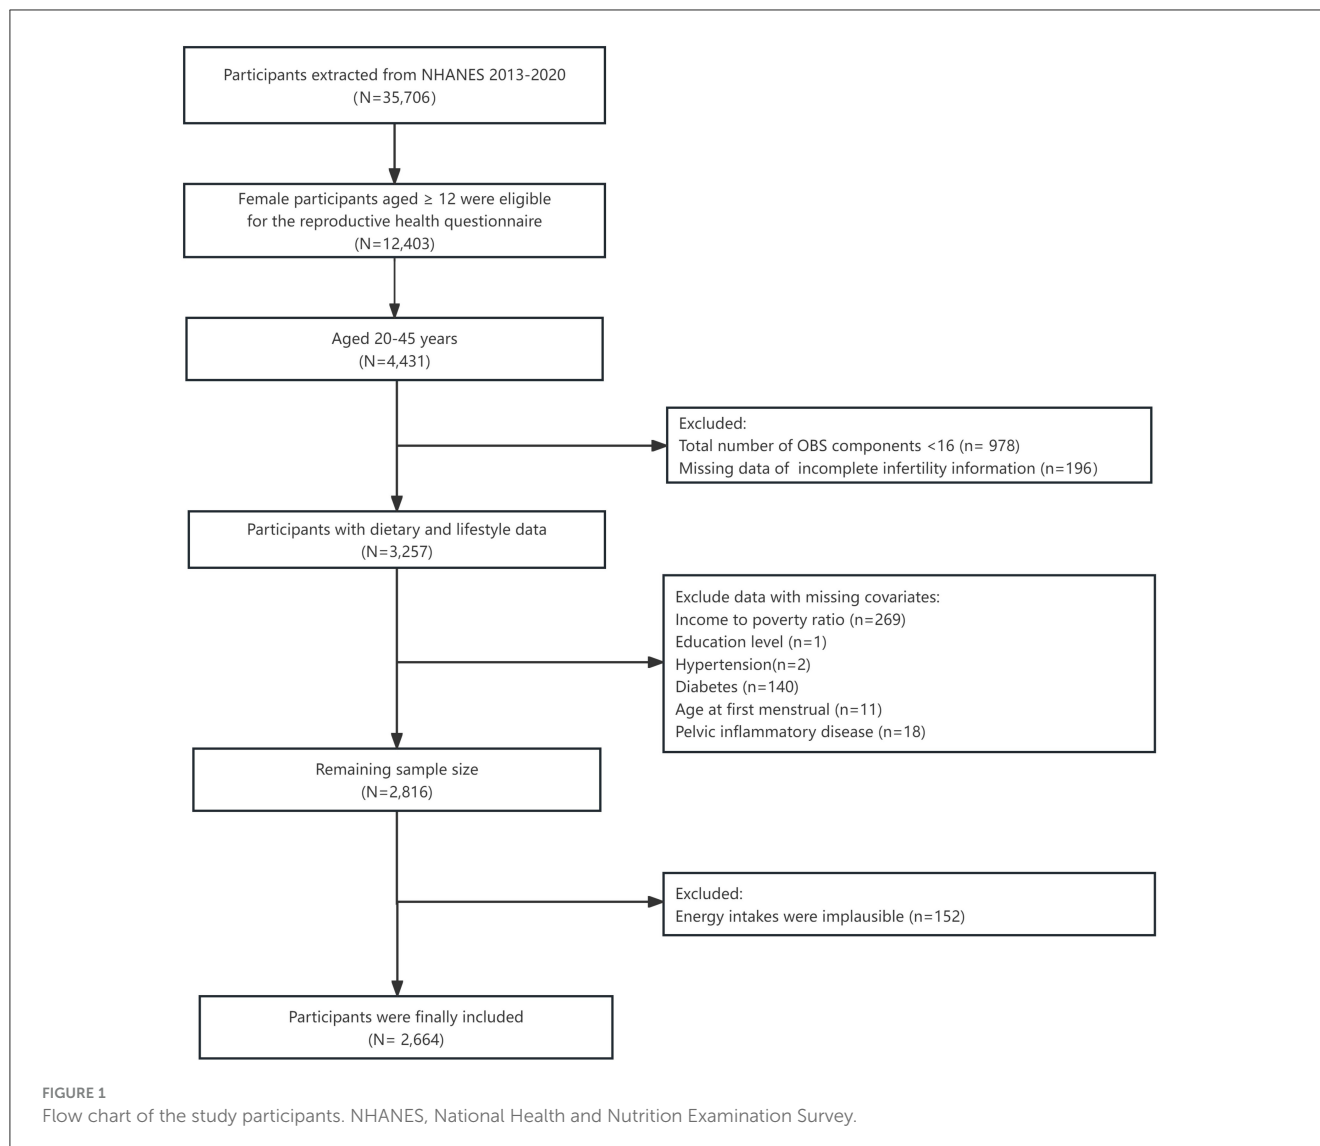 Participants extracted from NHANES 2013-2020
(N=35,706)
Female participants aged ≥ 12 were eligible
for the reproductive health questionnaire
(N=12,403)
Aged 20-45 years
(N=4,431)
Excluded:
Total number of OBS components <16 (n= 978)
Missing data of  incomplete infertility information (n=196)
Participants with dietary and lifestyle data
(N=3,257)
Exclude data with missing covariates:
Income to poverty ratio (n=269)
Education level (n=1)
Hypertension(n=2)
Diabetes (n=140)
Age at first menstrual (n=11)
Pelvic inflammatory disease (n=18)
Remaining sample size
(N=2,816)
Excluded:
Energy intakes were implausible (n=152)
Participants were finally included
(N= 2,664)
FIGURE 1
Flow chart of the study participants. NHANES, National Health and Nutrition Examination Survey.